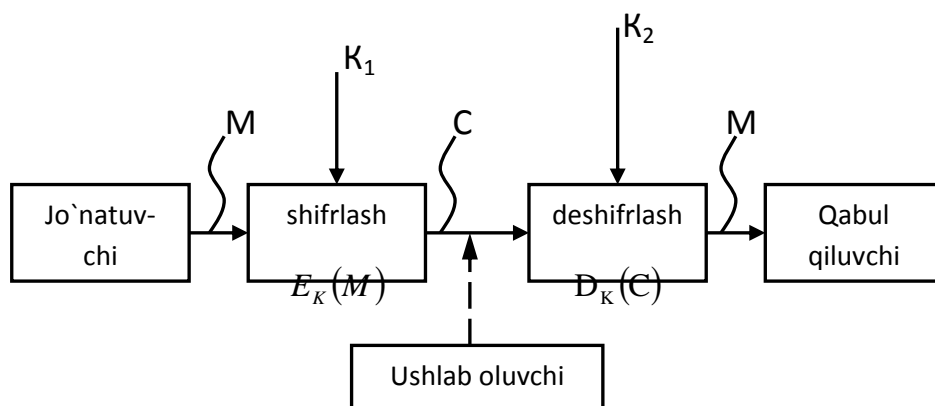 K₂
K₁
M
C
M
Jo`natuv-
chi
shifrlash
E_K(M)
deshifrlash
D_K(C)
Qabul
qiluvchi
Ushlab oluvchi